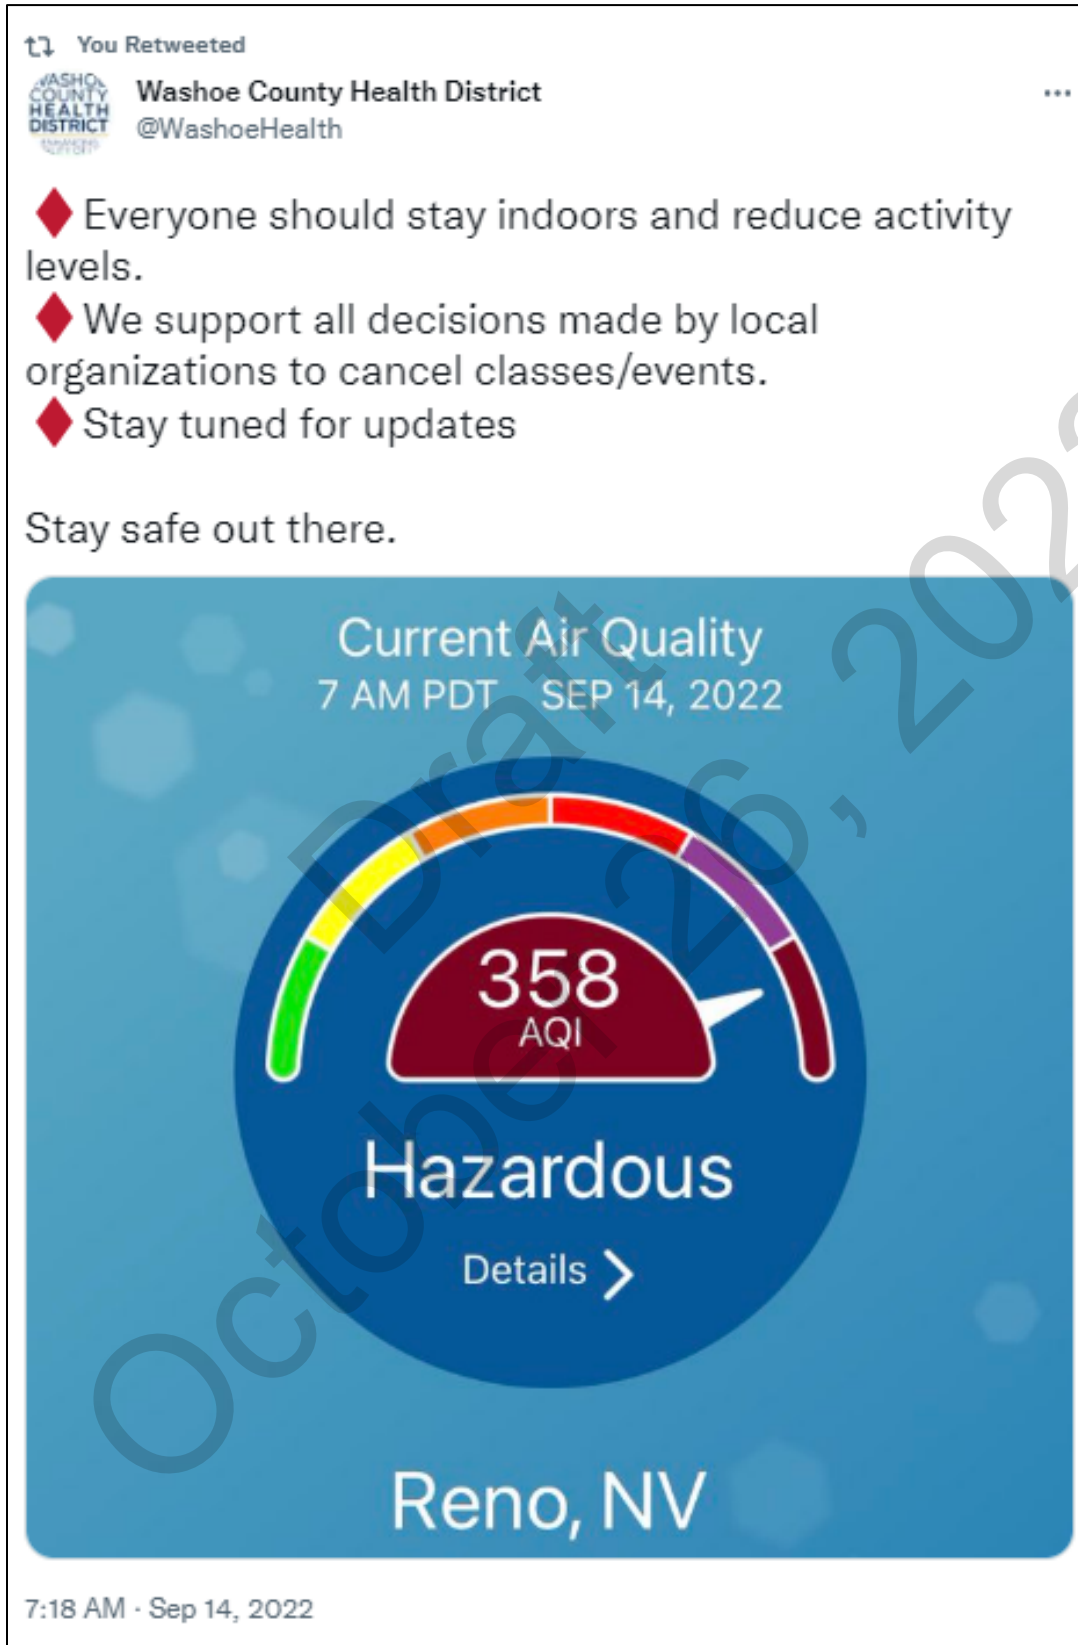 You Retweeted
WASHOE
COUNTY
HEALTH
DISTRICT
Washoe County Health District
@WashoeHealth
♦Everyone should stay indoors and reduce activity
levels.
♦We support all decisions made by local
organizations to cancel classes/events.
♦Stay tuned for updates
Stay safe out there.
Current Air Quality
7 AM PDT SEP 14, 2022
358
AQI
Hazardous
Details
Reno, NV
7:18 AM · Sep 14, 2022
Draft
October 26, 202